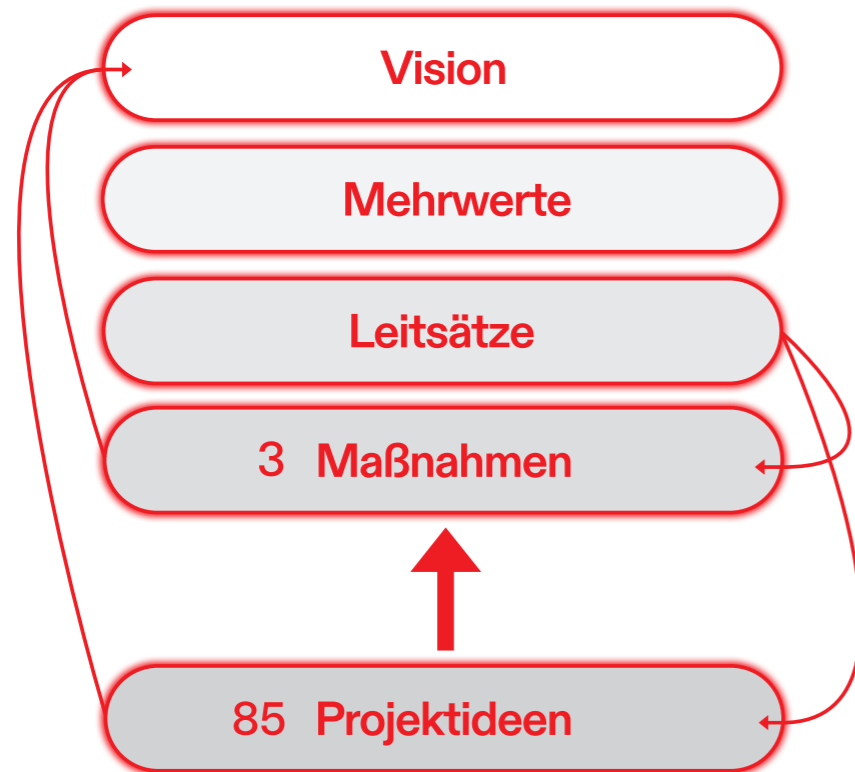 Vision
Mehrwerte
Leitsätze
3 Maßnahmen
85 Projektideen